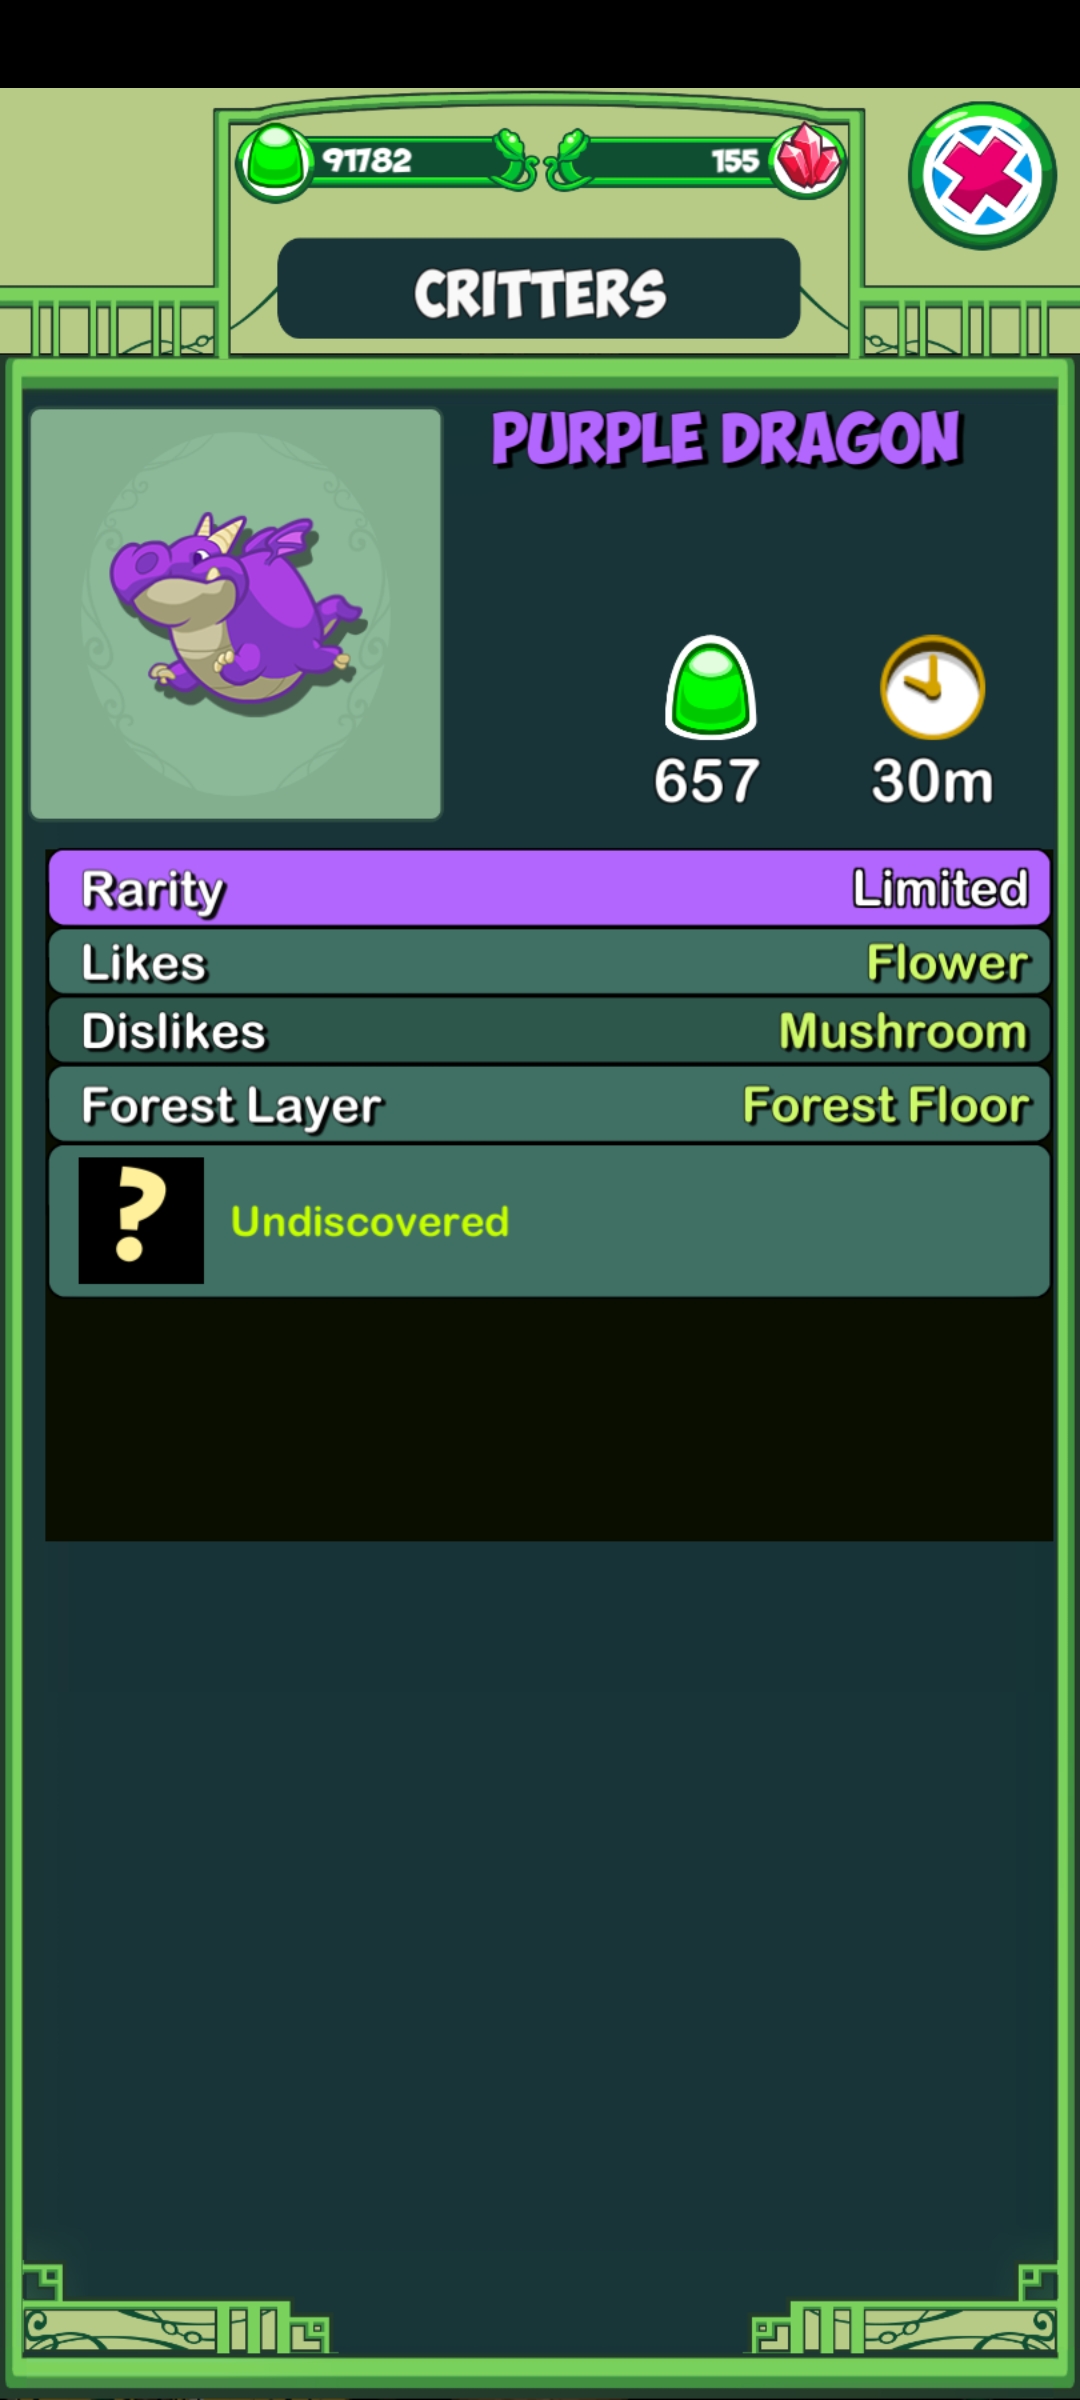 91782
155
CRITTERS
PURPLE DRAGON
657
30m
Rarity Limited
Likes Flower
Dislikes Mushroom
Forest Layer Forest Floor
?
Undiscovered